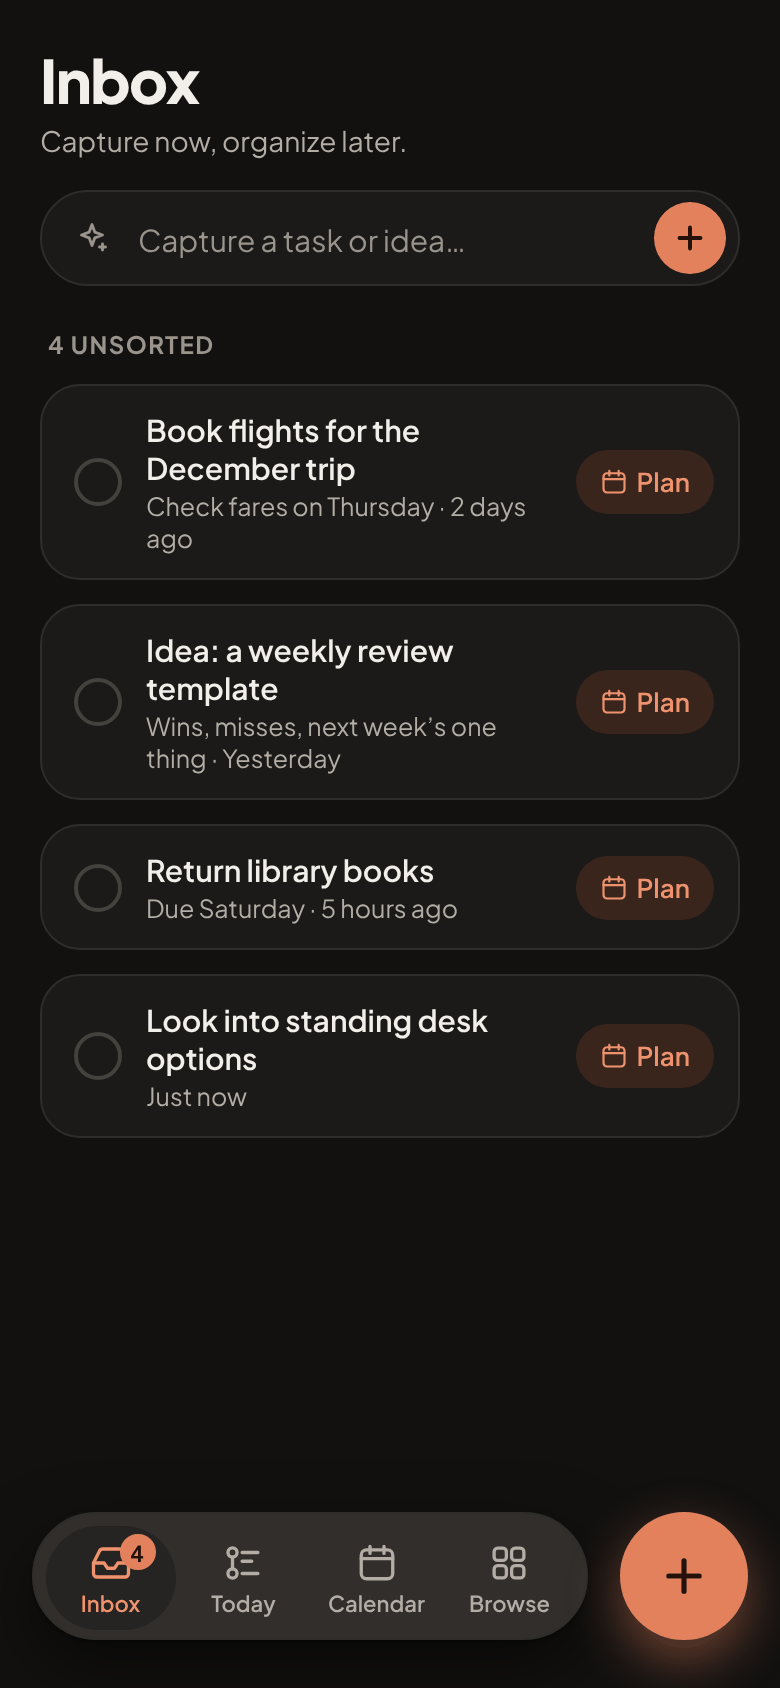 Inbox
Capture now, organize later.
Capture a task or idea…
4 UNSORTED
Book flights for the
December trip
Check fares on Thursday · 2 days
ago
Plan
Idea: a weekly review
template
Wins, misses, next week’s one
thing · Yesterday
Plan
Return library books
Due Saturday · 5 hours ago
Plan
Look into standing desk
options
Just now
Plan
4
Inbox
Today
Calendar
Browse